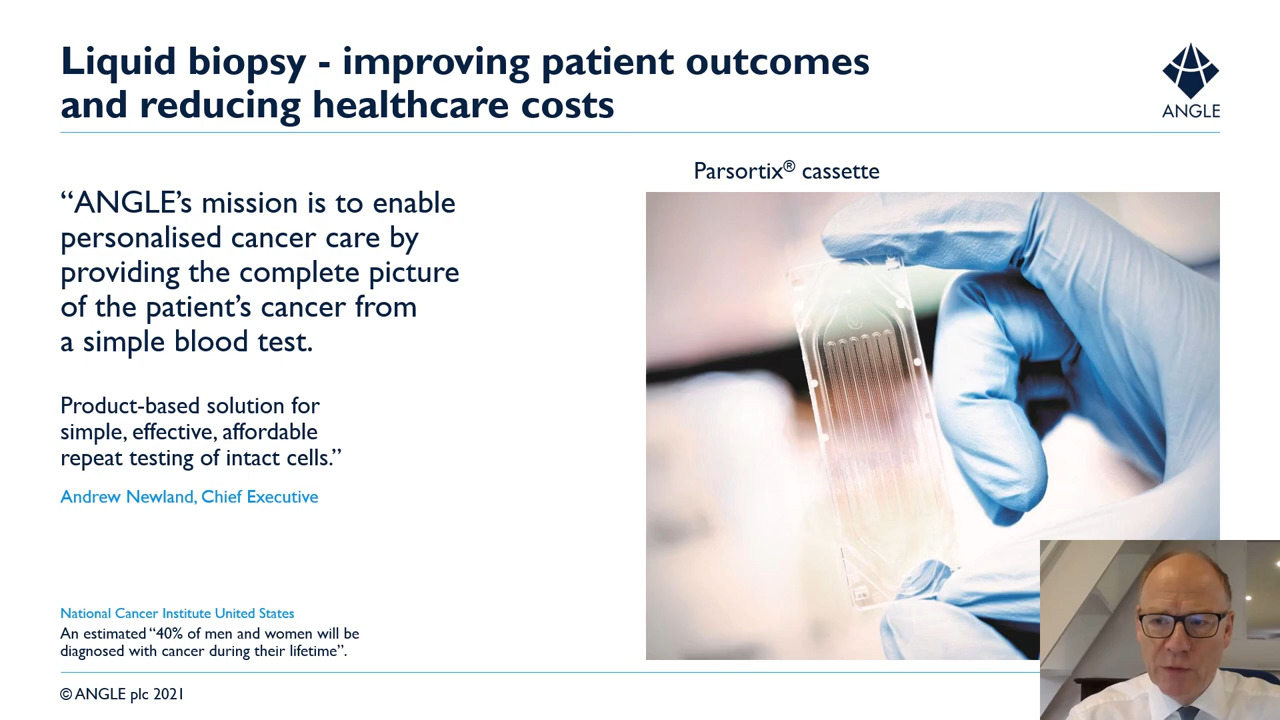 Liquid biopsy - improving patient outcomes
and reducing healthcare costs
ANGLE
Parsortix® cassette
“ANGLE’s mission is to enable
personalised cancer care by
providing the complete picture
of the patient’s cancer from
a simple blood test.
Product-based solution for
simple, effective, affordable
repeat testing of intact cells.”
Andrew Newland, Chief Executive
National Cancer Institute United States
An estimated “40% of men and women will be
diagnosed with cancer during their lifetime”.
© ANGLE plc 2021